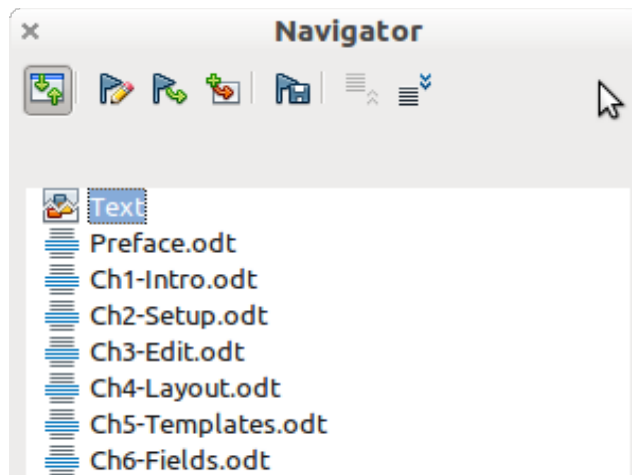 Navigator
Text
Preface.odt
Ch1-Intro.odt
Ch2-Setup.odt
Ch3-Edit.odt
Ch4-Layout.odt
Ch5-Templates.odt
Ch6-Fields.odt